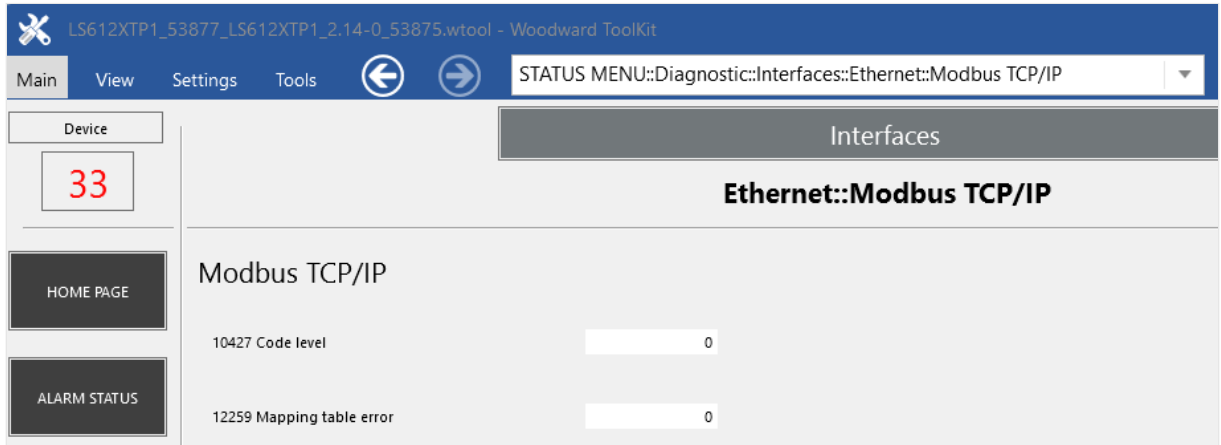 LS612XTP1_53877_LS612XTP1_2.14-0_53875.wtool - Woodward ToolKit
Main View Settings Tools STATUS MENU::Diagnostic::Interfaces::Ethernet::Modbus TCP/IP
Device
Interfaces
33
Ethernet::Modbus TCP/IP
HOME PAGE
Modbus TCP/IP
10427 Code level 0
ALARM STATUS
12259 Mapping table error 0